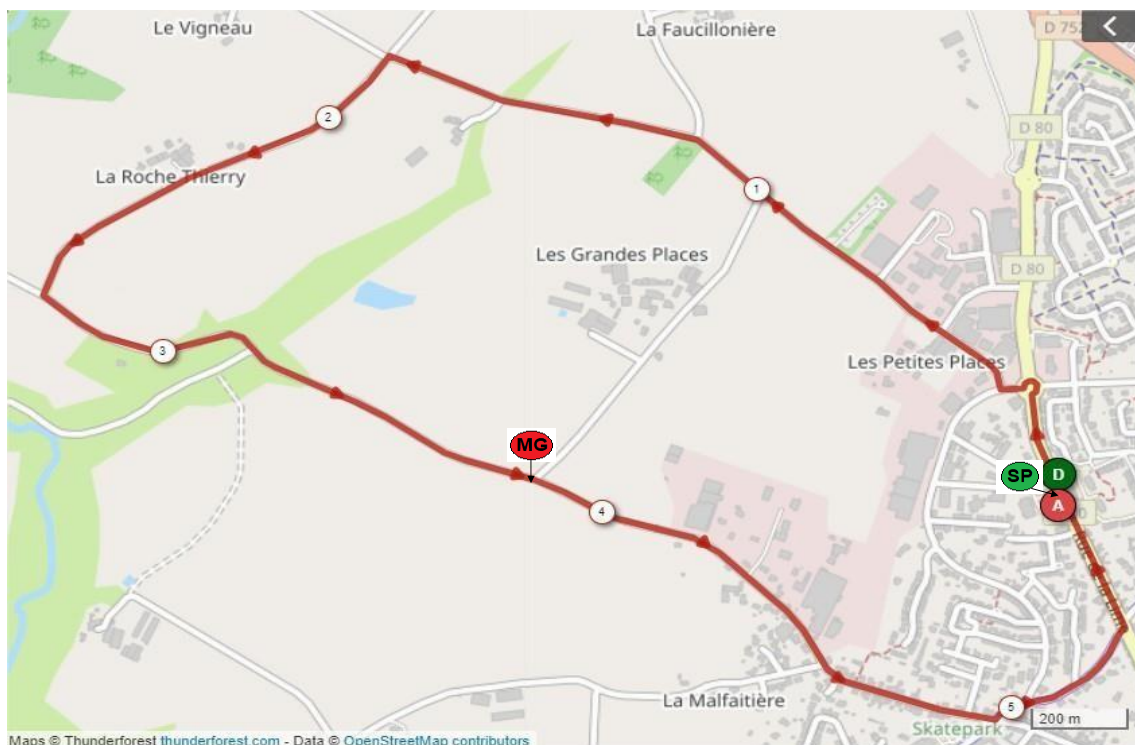 Le Vigneau
La Faucillonière
D 752
2
D 80
La Roche Thierry
1
Les Grandes Places
D 80
3
Les Petites Places
MG
SP
D
A
4
La Malfaitière
5
Skatepark
200 m
Maps © Thunderforest thunderforest.com - Data © OpenStreetMap contributors